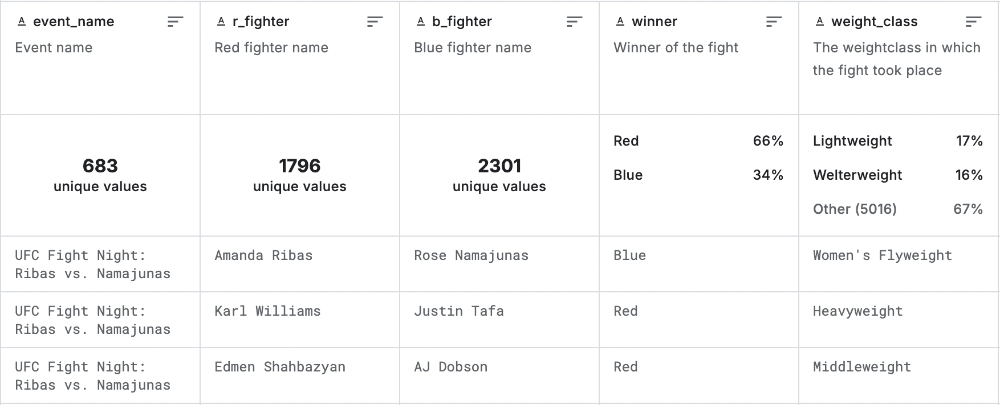 A event_name
A r_fighter
A b_fighter
A winner
A weight_class
Event name
Red fighter name
Blue fighter name
Winner of the fight
The weightclass in which
the fight took place
683
unique values
1796
unique values
2301
unique values
Red 66%
Blue 34%
Lightweight 17%
Welterweight 16%
Other (5016) 67%
UFC Fight Night:
Ribas vs. Namajunas
Amanda Ribas
Rose Namajunas
Blue
Women's Flyweight
UFC Fight Night:
Ribas vs. Namajunas
Karl Williams
Justin Tafa
Red
Heavyweight
UFC Fight Night:
Ribas vs. Namajunas
Edmen Shahbazyan
AJ Dobson
Red
Middleweight